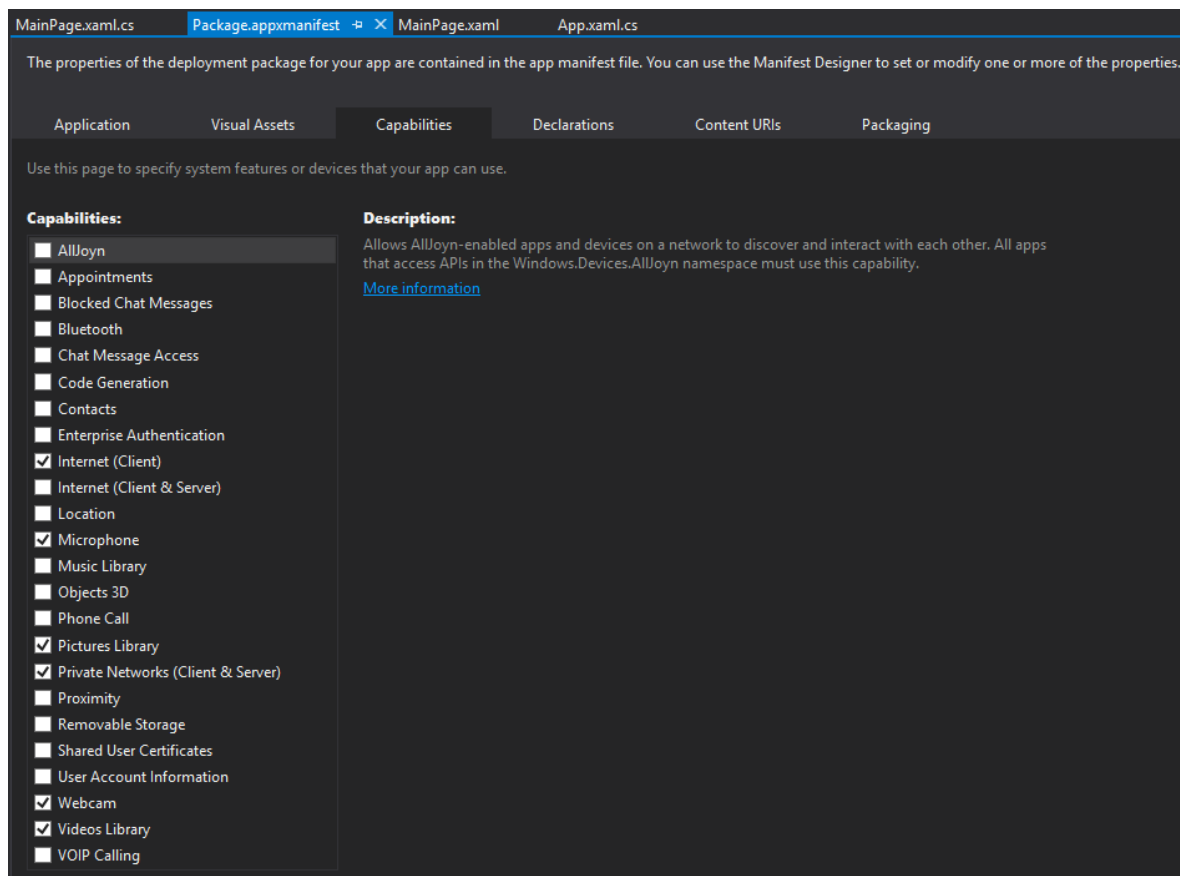 MainPage.xaml.cs Package.appxmanifest MainPage.xaml App.xaml.cs
The properties of the deployment package for your app are contained in the app manifest file. You can use the Manifest Designer to set or modify one or more of the properties.
Application Visual Assets Capabilities Declarations Content URIs Packaging
Use this page to specify system features or devices that your app can use.
Capabilities:
AllJoyn
Appointments
Blocked Chat Messages
Bluetooth
Chat Message Access
Code Generation
Contacts
Enterprise Authentication
Internet (Client)
Internet (Client & Server)
Location
Microphone
Music Library
Objects 3D
Phone Call
Pictures Library
Private Networks (Client & Server)
Proximity
Removable Storage
Shared User Certificates
User Account Information
Webcam
Videos Library
VOIP Calling
Description:
Allows AllJoyn-enabled apps and devices on a network to discover and interact with each other. All apps
that access APIs in the Windows.Devices.AllJoyn namespace must use this capability.
More information